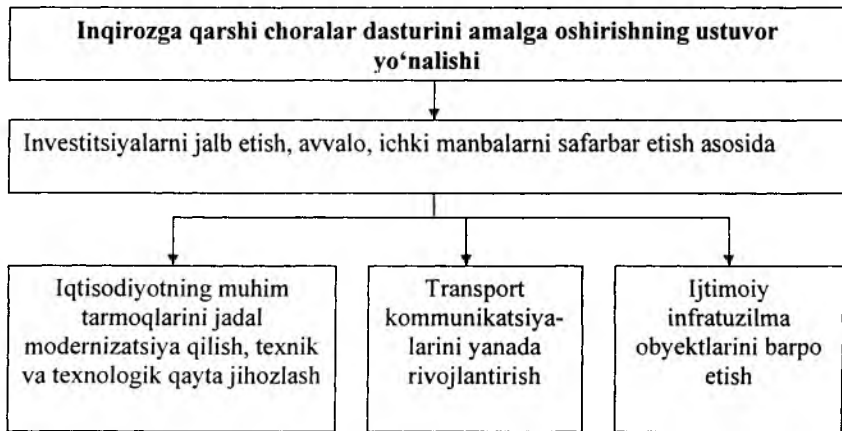 Inqirozga qarshi choralar dasturini amalga oshirishning ustuvor
yo‘nalishi
Investitsiyalarni jalb etish, avvalo, ichki manbalarni safarbar etish asosida
Iqtisodiyotning muhim
tarmoqlarini jadal
modernizatsiya qilish, texnik
va texnologik qayta jihozlash
Transport
kommunikatsiya-
larini yanada
rivojlantirish
Ijtimoiy
infratuzilma
obyektlarini barpo
etish